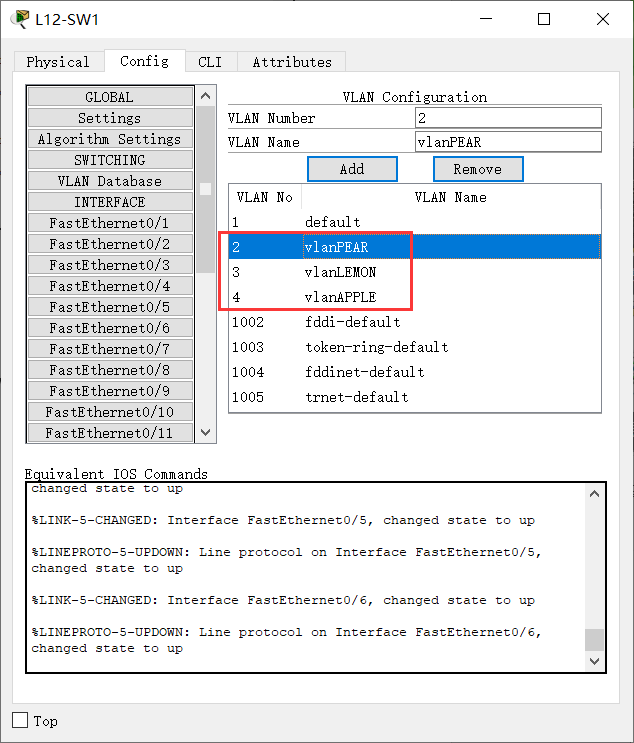 L12-SW1
Physical Config CLI Attributes
GLOBAL
Settings
Algorithm Settings
SWITCHING
VLAN Database
INTERFACE
FastEthernet0/1
FastEthernet0/2
FastEthernet0/3
FastEthernet0/4
FastEthernet0/5
FastEthernet0/6
FastEthernet0/7
FastEthernet0/8
FastEthernet0/9
FastEthernet0/10
FastEthernet0/11
VLAN Configuration
VLAN Number 2
VLAN Name vlanPEAR
Add Remove
VLAN No VLAN Name
1 default
2 vlanPEAR
3 vlanLEMON
4 vlanAPPLE
1002 fddi-default
1003 token-ring-default
1004 fddinet-default
1005 trnet-default
Equivalent IOS Commands
changed state to up
%LINK-5-CHANGED: Interface FastEthernet0/5, changed state to up
%LINEPROTO-5-UPDOWN: Line protocol on Interface FastEthernet0/5,
changed state to up
%LINK-5-CHANGED: Interface FastEthernet0/6, changed state to up
%LINEPROTO-5-UPDOWN: Line protocol on Interface FastEthernet0/6,
changed state to up
Top